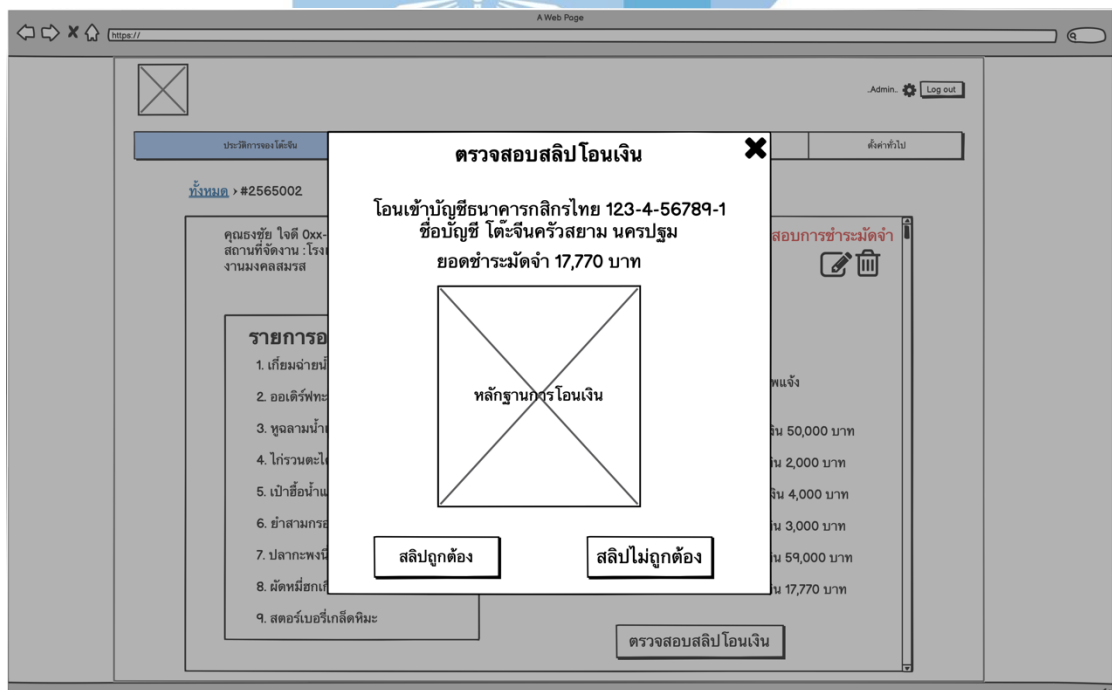 A Web Page
https://
..Admin.. Log out
ประวัติการจองโต๊ะจีน
ตั้งค่าทั่วไป
ทั้งหมด › #2565002
ตรวจสอบสลิปโอนเงิน
โอนเข้าบัญชีธนาคารกสิกรไทย 123-4-56789-1
ชื่อบัญชี โต๊ะจีนครัวสยาม นครปฐม
ยอดชำระมัดจำ 17,770 บาท
หลักฐานการโอนเงิน
สลิปถูกต้อง
สลิปไม่ถูกต้อง
คุณธงชัย ใจดี 0xx-
สถานที่จัดงาน :โรง
งานมงคลสมรส
สอบการชำระมัดจำ
รายการอ
1. เกี๊ยมฉ่ายน้
2. ออเดิร์ฟทะ
3. หูฉลามน้ำ
4. ไก่รวนตะไ
5. เป๋าฮื้อน้ำแ
6. ยำสามกรอ
7. ปลากะพงนึ
8. ผัดหมี่ฮกเกี
9. สตอร์เบอรี่เกล็ดหิมะ
พแจ้ง
งิน 50,000 บาท
งิน 2,000 บาท
งิน 4,000 บาท
งิน 3,000 บาท
งิน 59,000 บาท
งิน 17,770 บาท
ตรวจสอบสลิปโอนเงิน